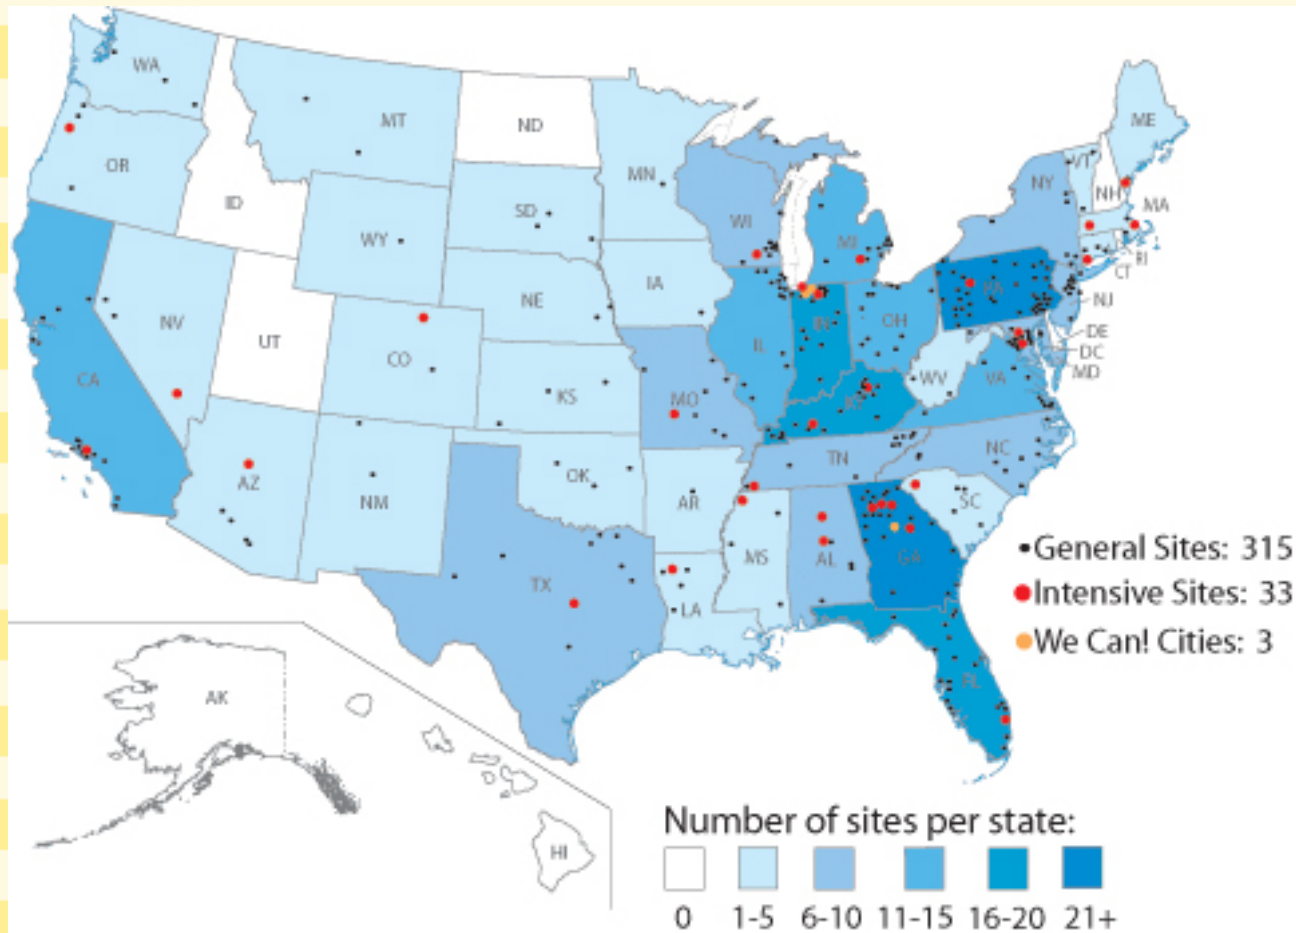 WA
MT
ND
ME
OR
MN
VT
ID
SD
NY
NH
WI
MA
WY
MI
RI
CT
IA
PA
NE
NV
NJ
UT
IL
IN
OH
DE
CO
DC
CA
WV
VA
MD
KS
MO
KY
NC
TN
AZ
OK
NM
AR
SC
MS
AL
GA
TX
LA
FL
General Sites: 315
Intensive Sites: 33
We Can! Cities: 3
AK
HI
Number of sites per state:
0 1-5 6-10 11-15 16-20 21+